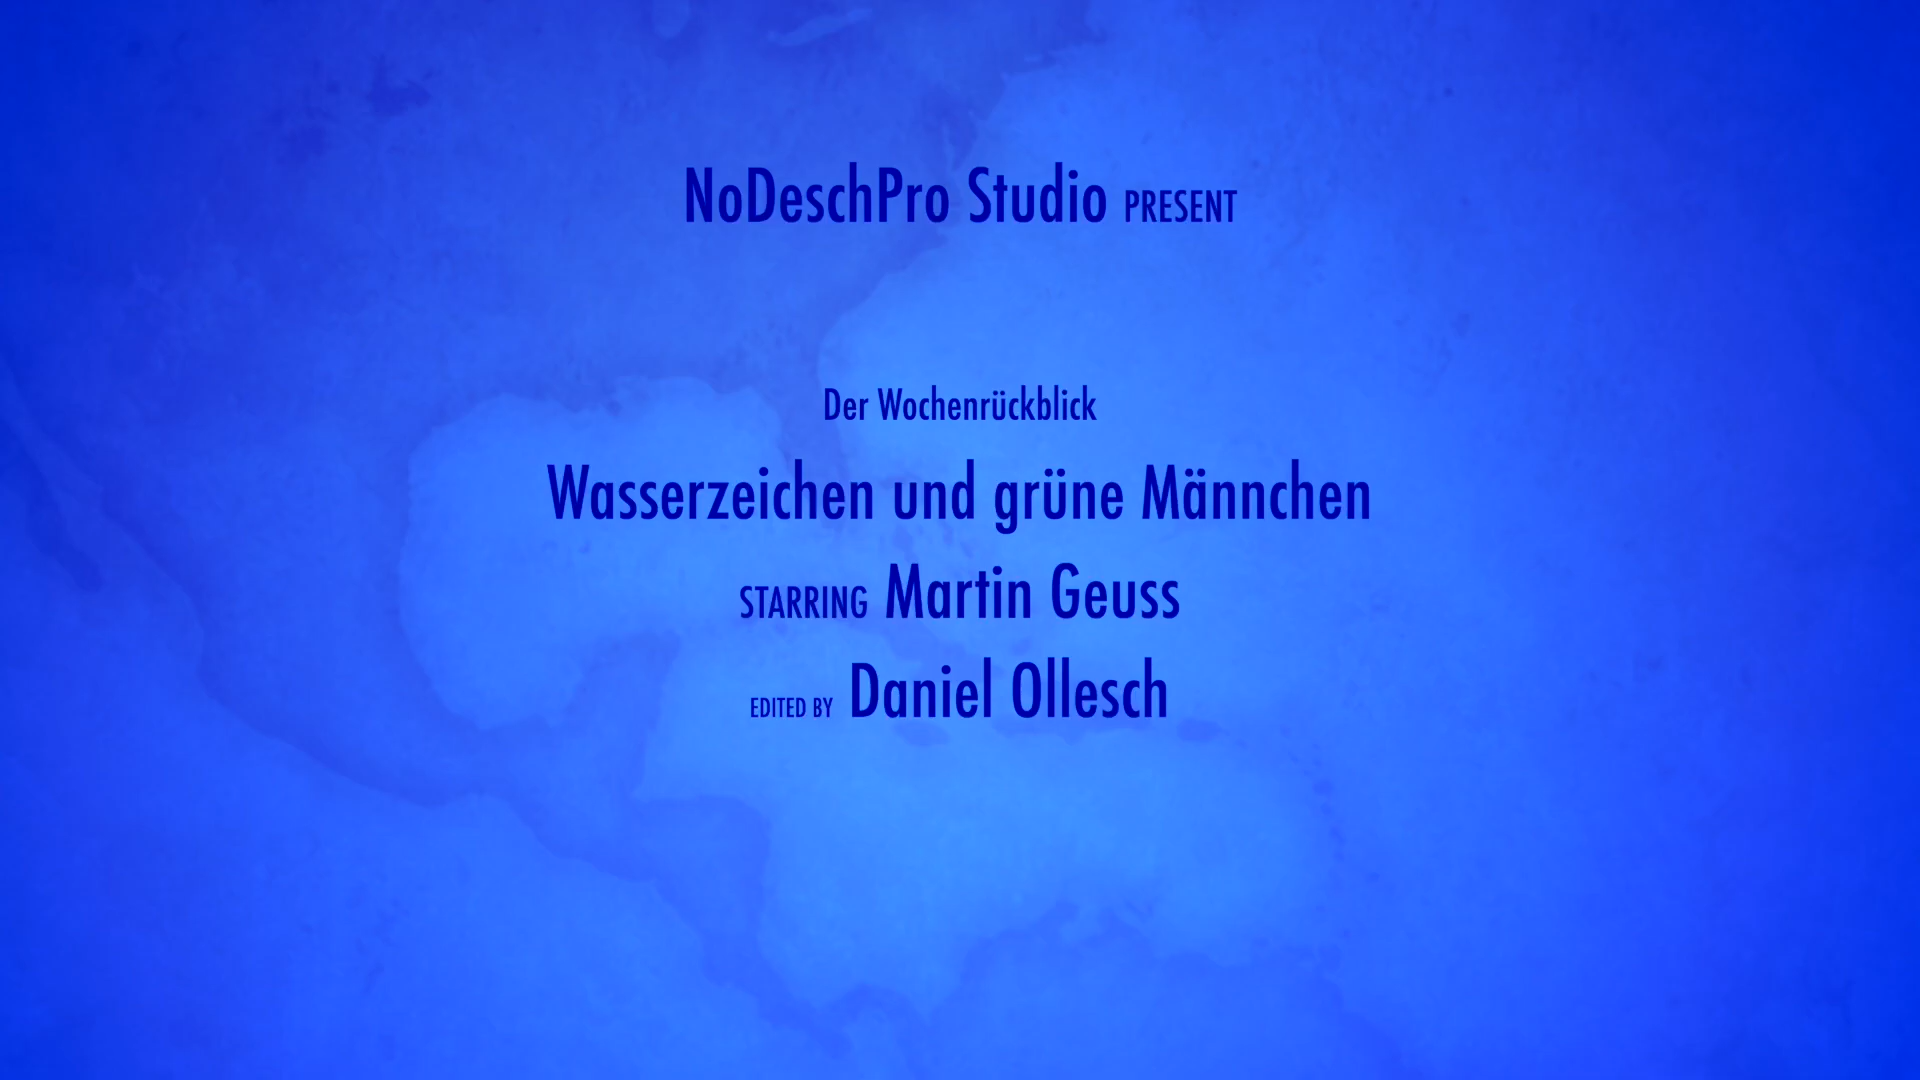 NoDeschPro Studio PRESENT
Der Wochenrückblick
Wasserzeichen und grüne Männchen
STARRING Martin Geuss
EDITED BY Daniel Ollesch